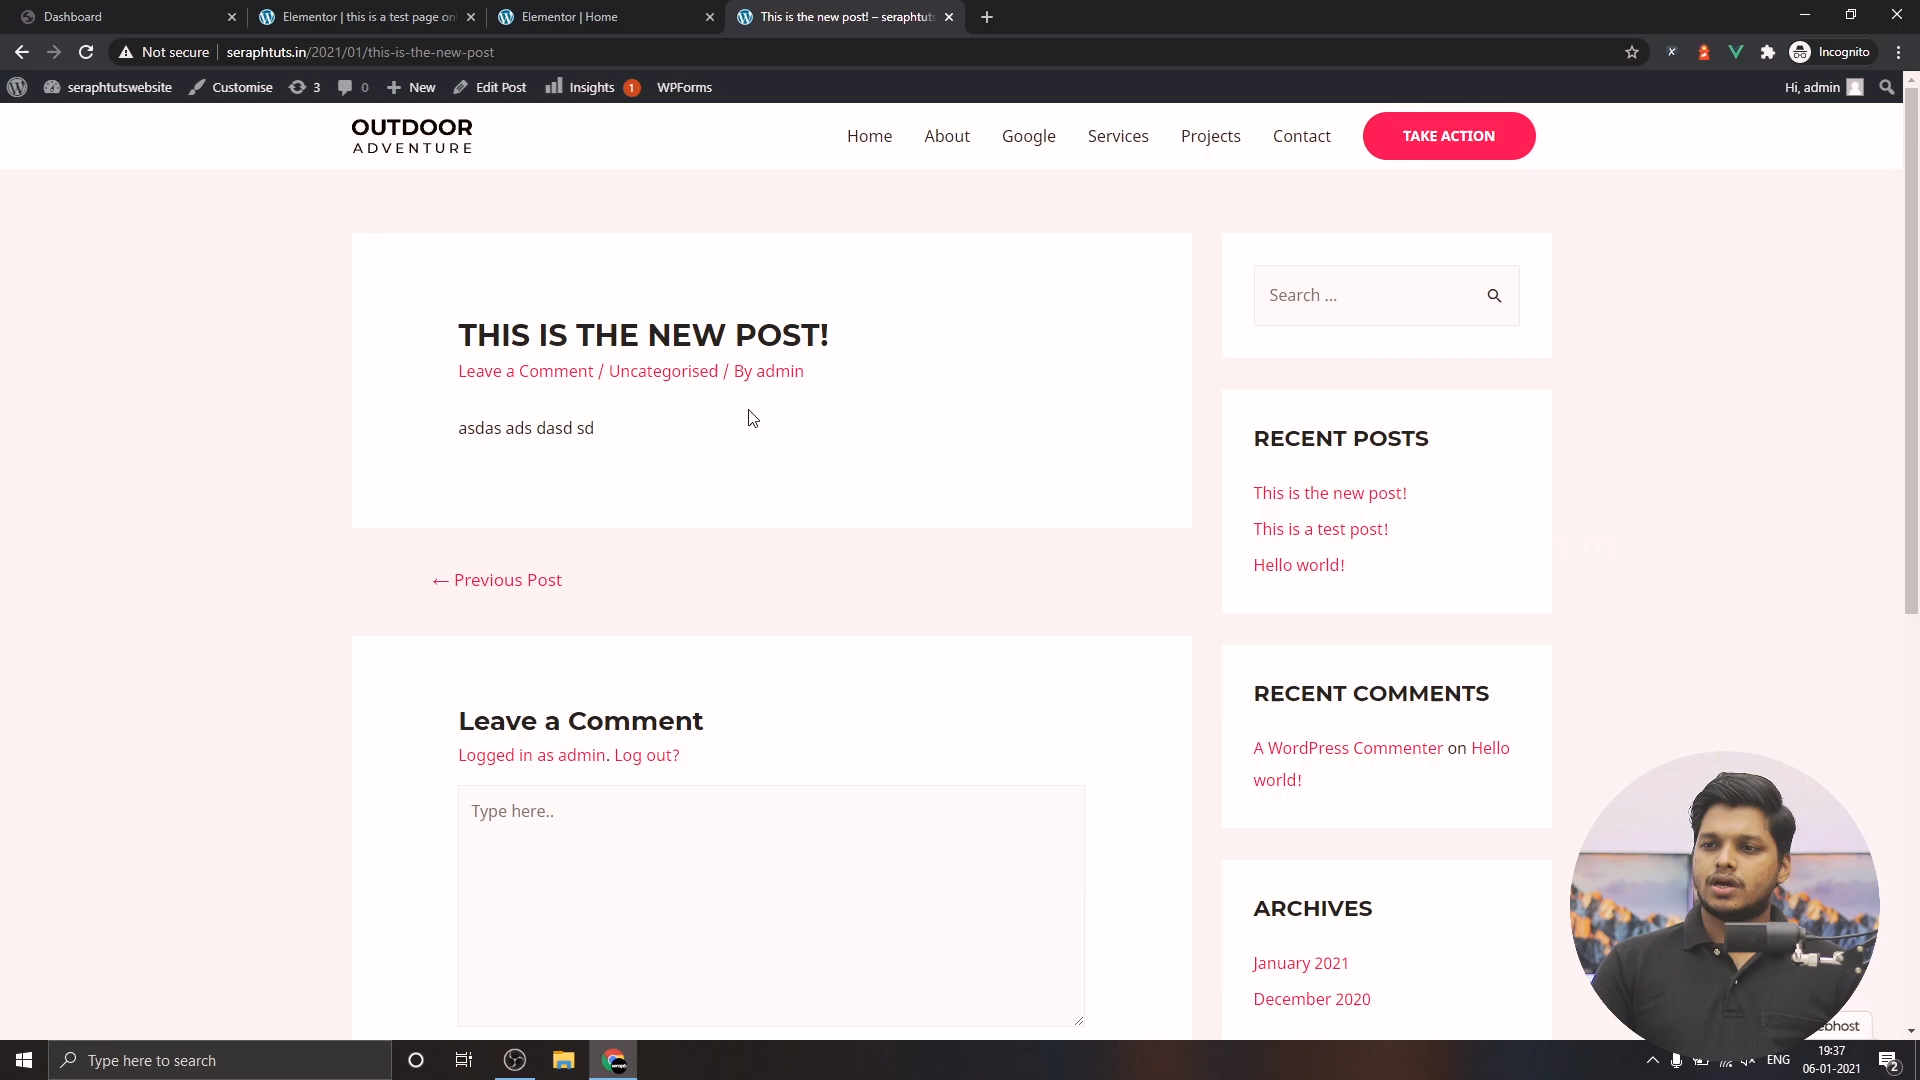 Dashboard
Elementor | this is a test page onl
Elementor | Home
This is the new post! – seraphtuts
Not secure
seraphtuts.in/2021/01/this-is-the-new-post
Incognito
seraphtutswebsite
Customise
3
0
New
Edit Post
Insights
1
WPForms
Hi, admin
OUTDOOR
ADVENTURE
Home
About
Google
Services
Projects
Contact
TAKE ACTION
THIS IS THE NEW POST!
Leave a Comment / Uncategorised / By admin
asdas ads dasd sd
← Previous Post
Leave a Comment
Logged in as admin. Log out?
Type here..
Search ...
RECENT POSTS
This is the new post!
This is a test post!
Hello world!
RECENT COMMENTS
A WordPress Commenter on Hello
world!
ARCHIVES
January 2021
December 2020
Type here to search
ENG
19:37
06-01-2021
2